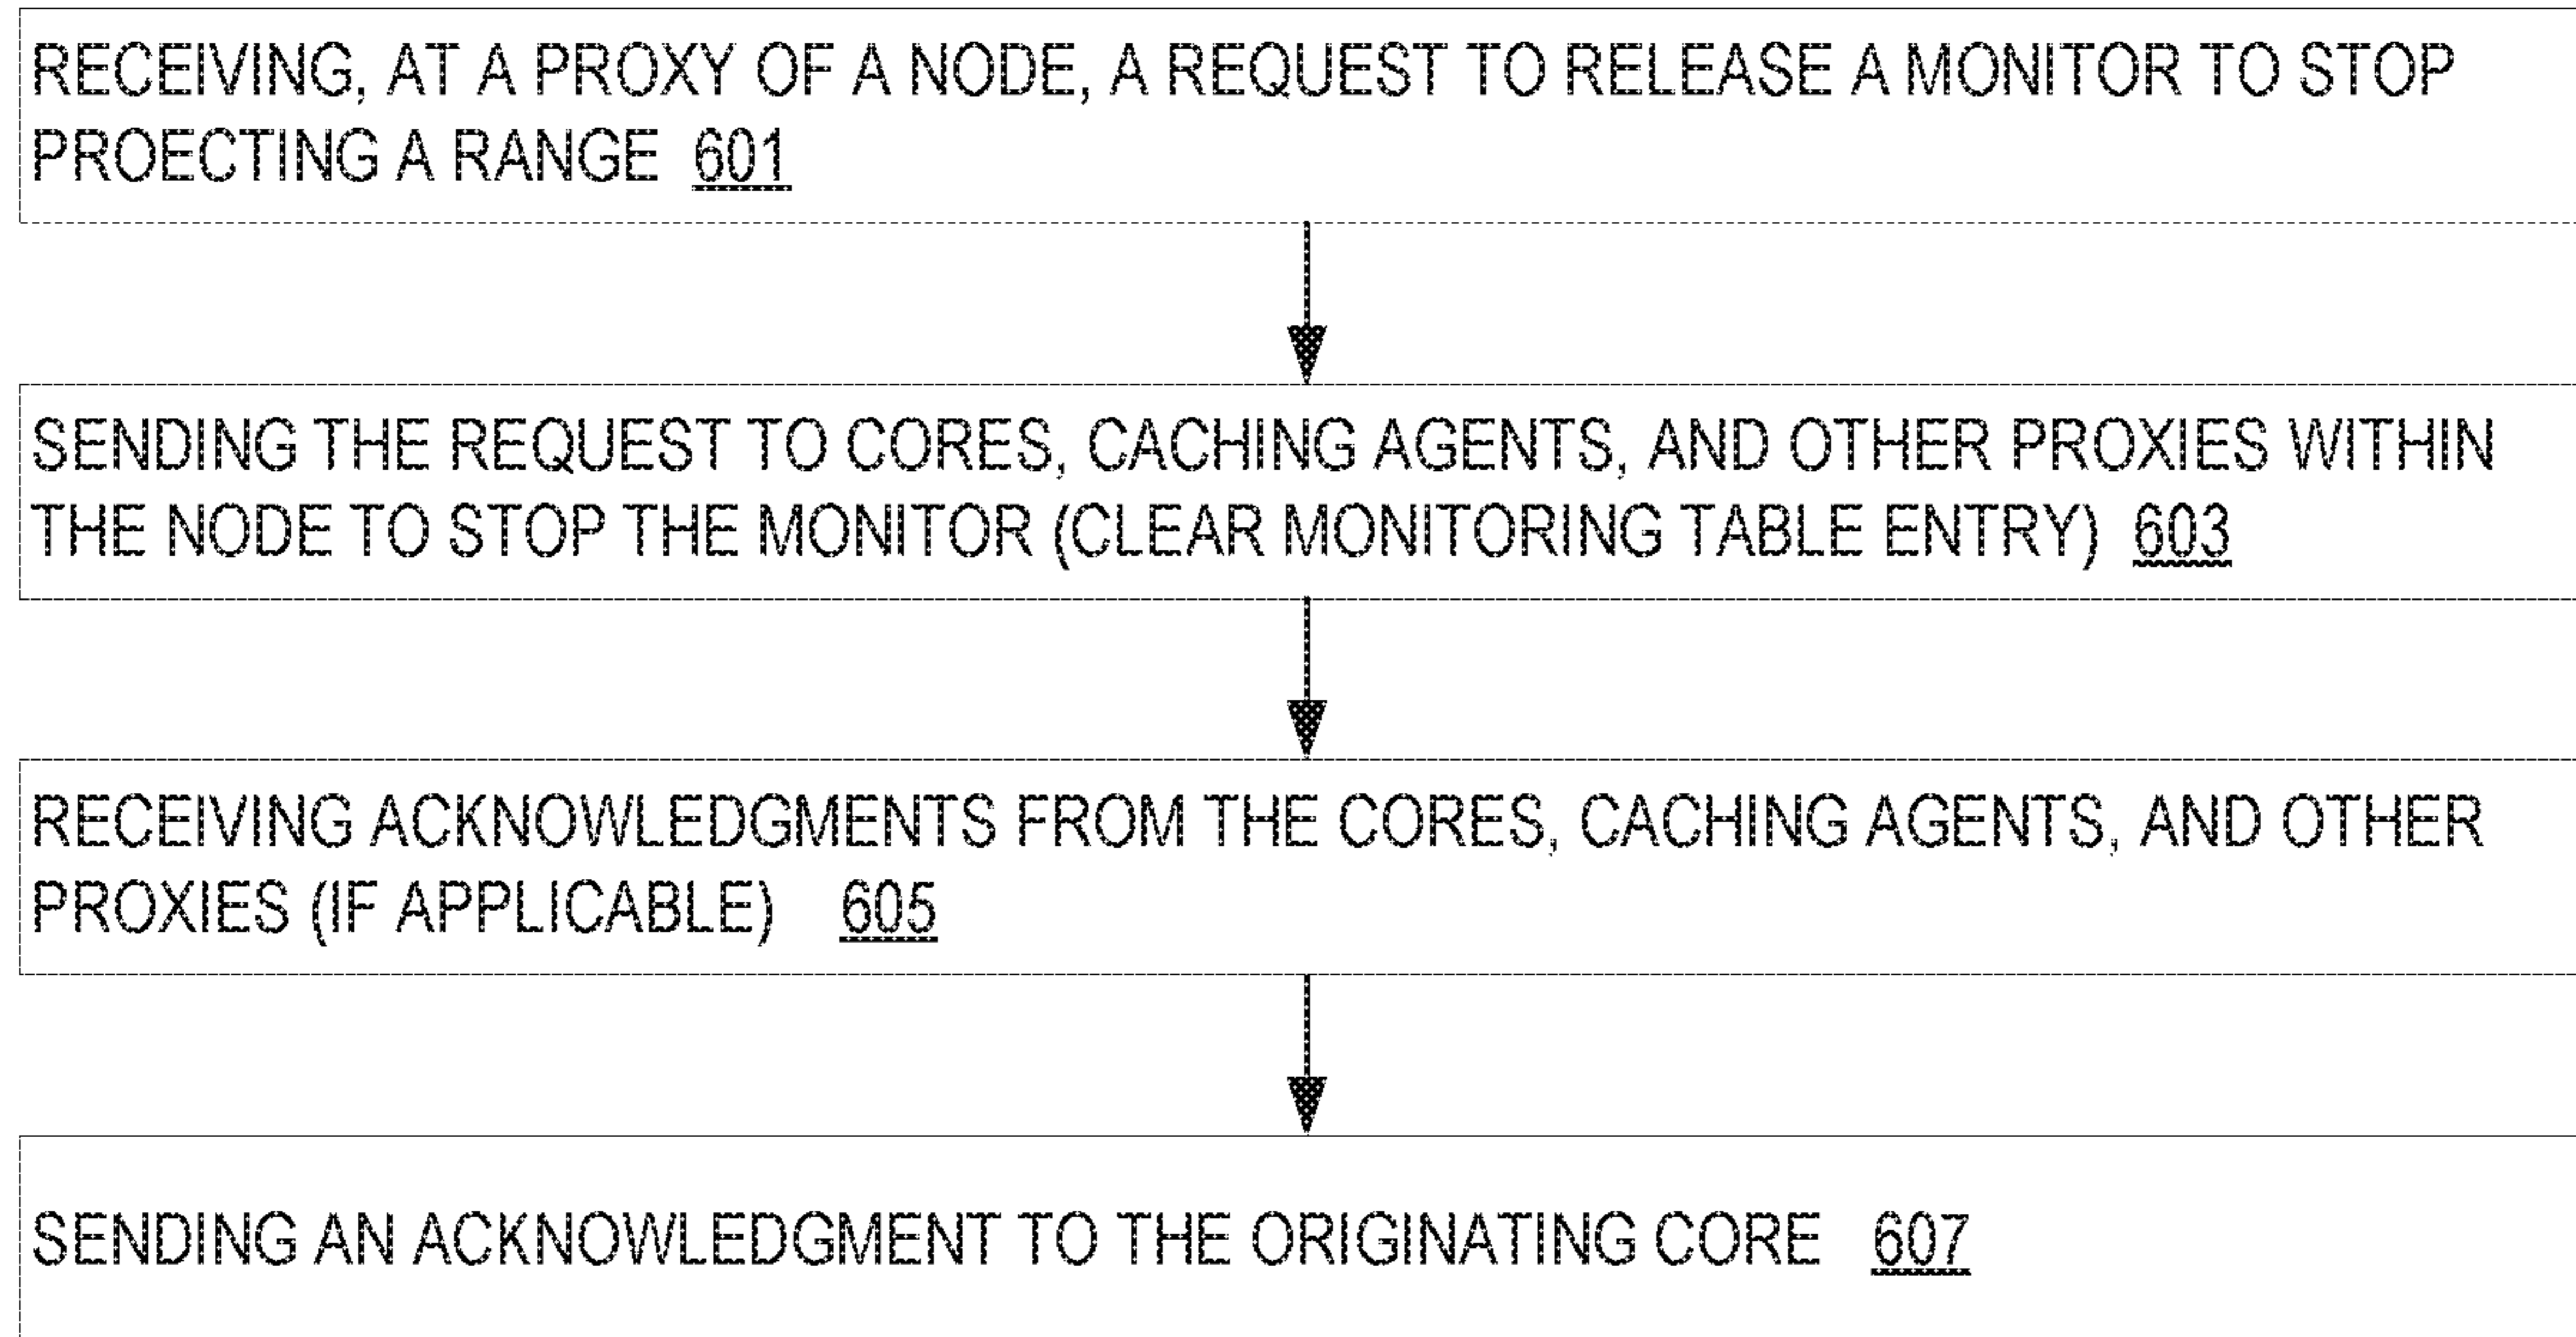 RECEIVING, AT A PROXY OF A NODE, A REQUEST TO RELEASE A MONITOR TO STOP
PROECTING A RANGE 601
SENDING THE REQUEST TO CORES, CACHING AGENTS, AND OTHER PROXIES WITHIN
THE NODE TO STOP THE MONITOR (CLEAR MONITORING TABLE ENTRY) 603
RECEIVING ACKNOWLEDGMENTS FROM THE CORES, CACHING AGENTS, AND OTHER
PROXIES (IF APPLICABLE) 605
SENDING AN ACKNOWLEDGMENT TO THE ORIGINATING CORE 607